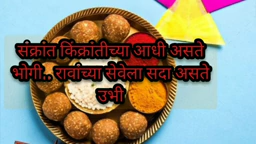 संक्रांत किक्रांतीच्या आधी असते
भोगी.. रावांच्या सेवेला सदा असते
उभी